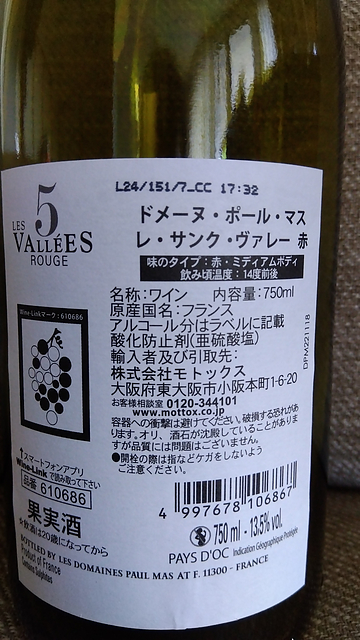 L24/151/7_CC 17:32
LES 5
VALLÉES
ROUGE
ドメーヌ・ポール・マス
レ・サンク・ヴァレー 赤
味のタイプ：赤・ミディアムボディ
飲み頃温度：14度前後
名称：ワイン 内容量：750ml
原産国名：フランス
アルコール分はラベルに記載
酸化防止剤(亜硫酸塩)
輸入者及び引取先：
株式会社モトックス
大阪府東大阪市小阪本町1-6-20
お客様相談室 0120-344101
www.mottox.co.jp
容器への衝撃は避けてください。破損する恐れがあ
ります。オリ、酒石が沈殿していることがありま
すが品質には問題はございません。
●開栓の際は指などケガをしないよう
ご注意ください。
DPM221118
Wine-Linkマーク：610686
↑スマートフォンアプリ
Wine-Link で読み取って下さい
品番 610686
果実酒
飲酒は20歳になってから
4 997678 106867
750 ml - 13.5% vol.
PAYS D'OC Indication Géographique Protégée
BOTTLED BY LES DOMAINES PAUL MAS AT F. 11300 - FRANCE
Product of France
Contains Sulphites